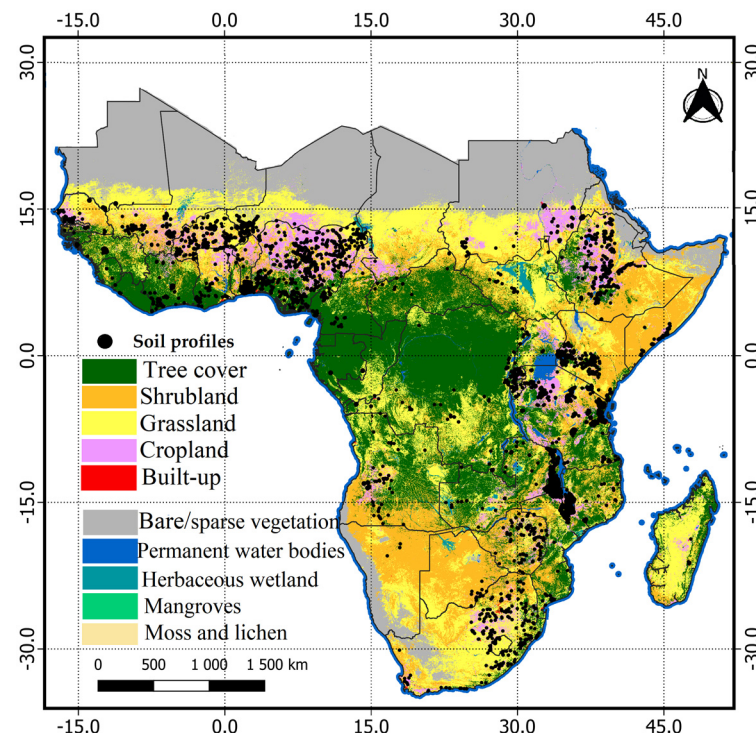 -15.0 0.0 15.0 30.0 45.0
30.0 30.0
N
15.0 15.0
Soil profiles
0.0 0.0
Tree cover
Shrubland
Grassland
Cropland
Built-up
-15.0 -15.0
Bare/sparse vegetation
Permanent water bodies
Herbaceous wetland
Mangroves
Moss and lichen
-30.0 -30.0
0 500 1 000 1 500 km
-15.0 0.0 15.0 30.0 45.0